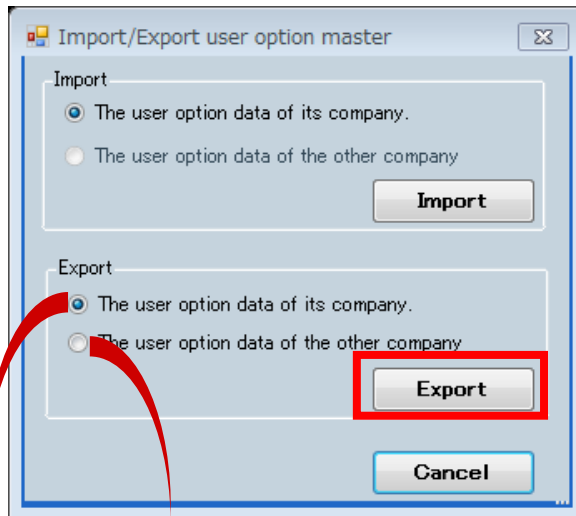 Import/Export user option master
Import
The user option data of its company.
The user option data of the other company
Import
Export
The user option data of its company.
The user option data of the other company
Export
Cancel